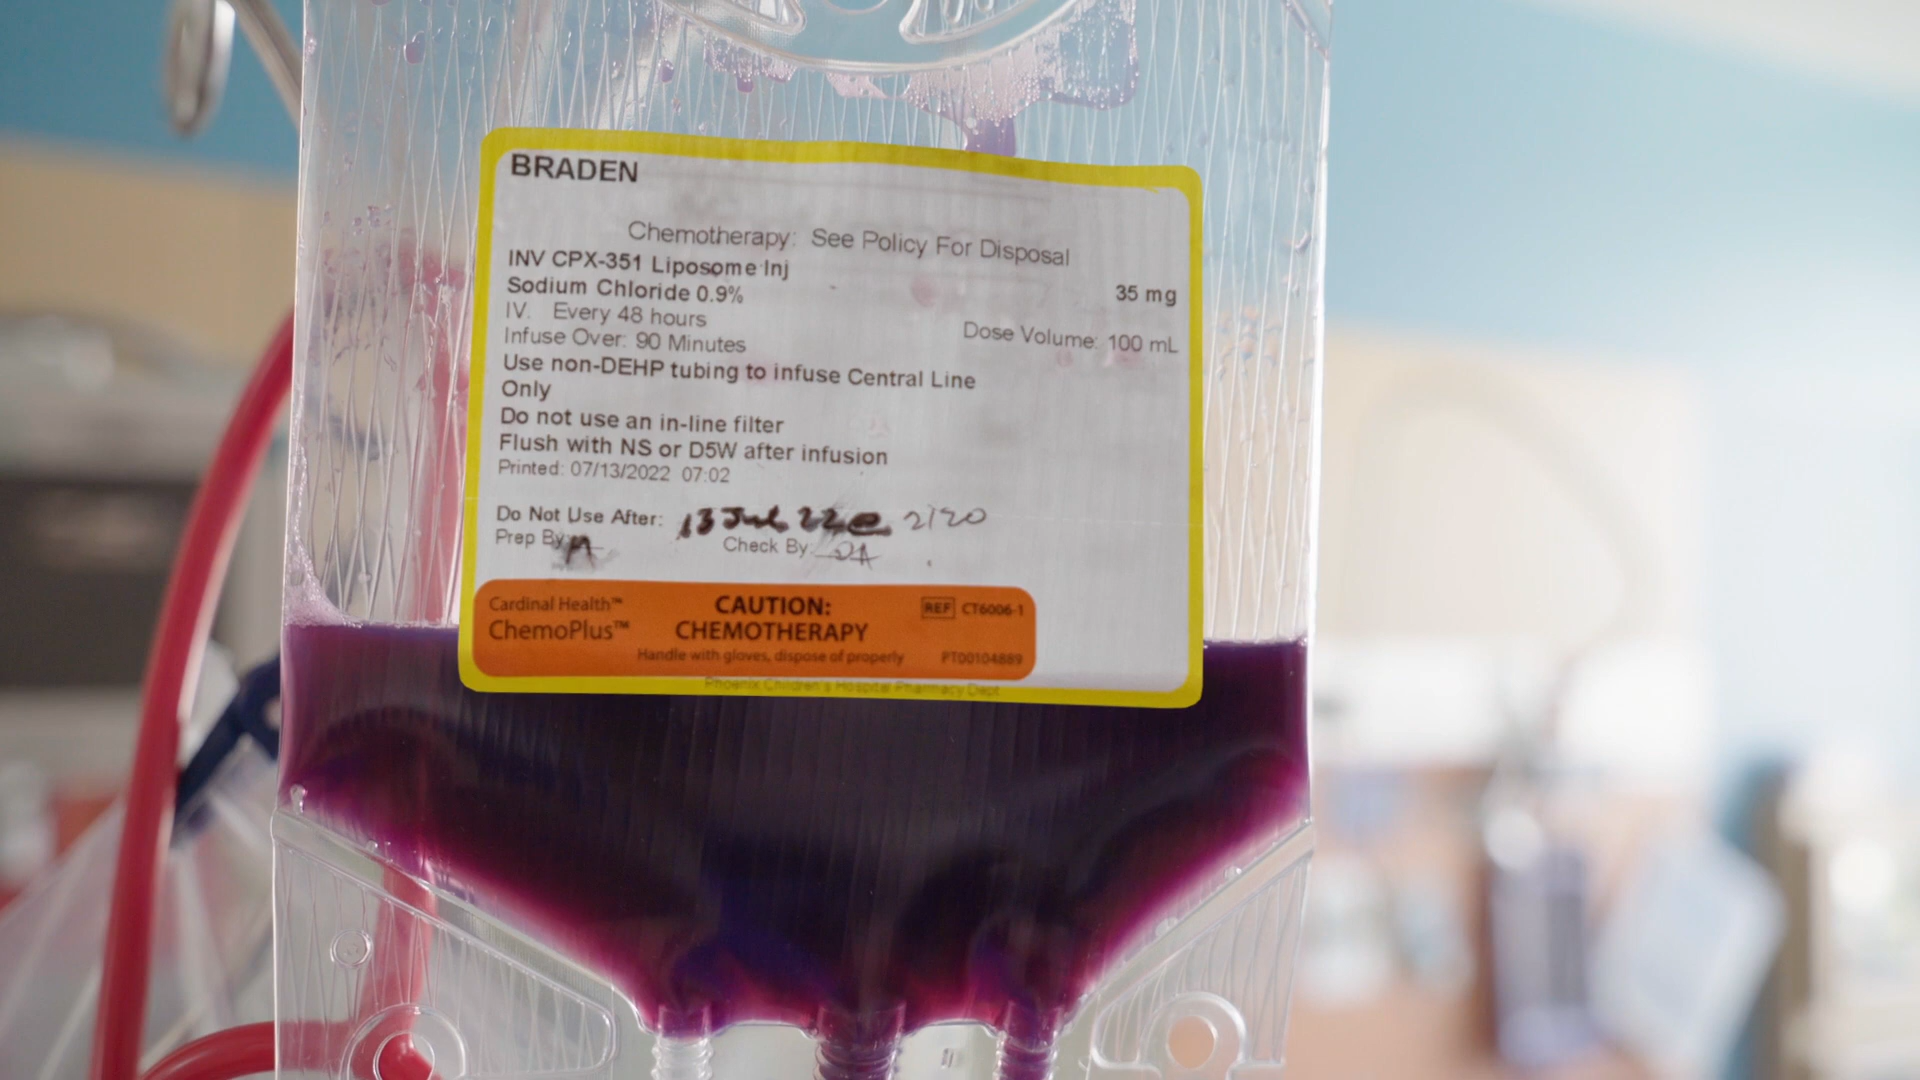 BRADEN
Chemotherapy: See Policy For Disposal
INV CPX-351 Liposome Inj
Sodium Chloride 0.9% 35 mg
IV. Every 48 hours
Infuse Over: 90 Minutes Dose Volume: 100 mL
Use non-DEHP tubing to infuse Central Line
Only
Do not use an in-line filter
Flush with NS or D5W after infusion
Printed: 07/13/2022 07:02
Do Not Use After: 13 Jul 22 @ 2120
Prep By: Check By:
Cardinal Health™ CAUTION: REF CT6006-1
ChemoPlus™ CHEMOTHERAPY
Handle with gloves, dispose of properly PT00104889
Phoenix Children's Hospital Pharmacy Dept